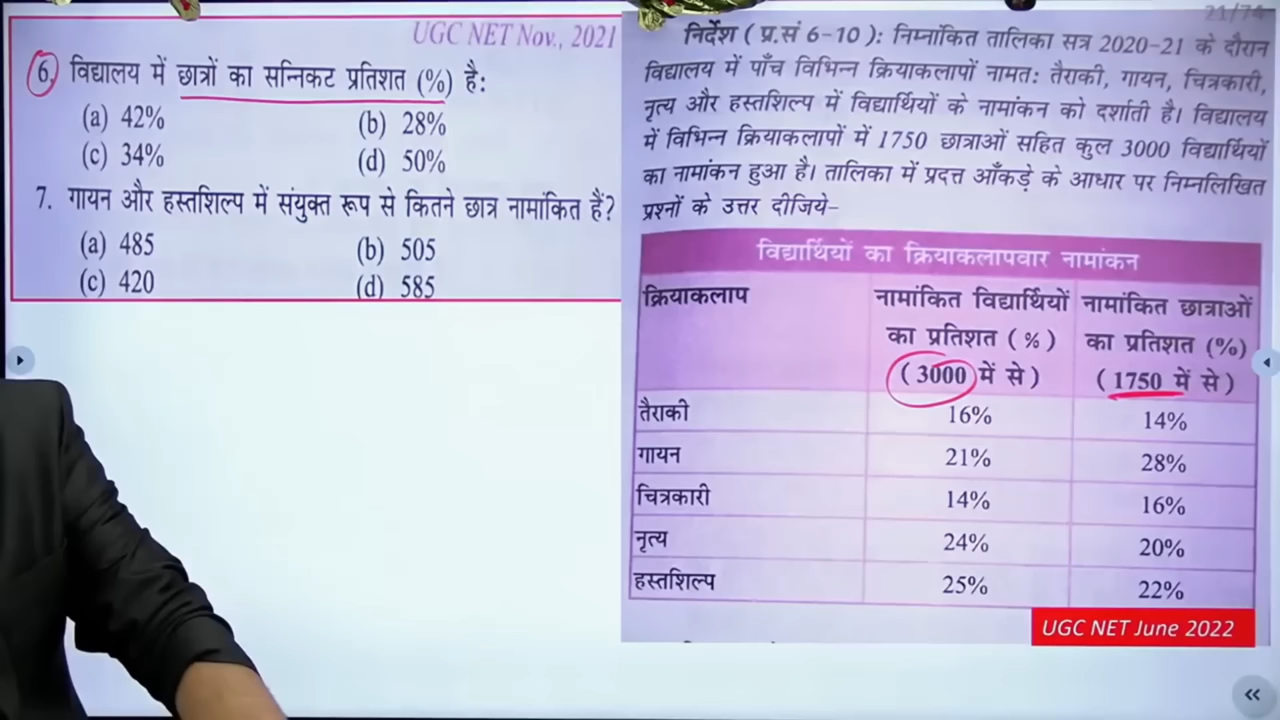 UGC NET Nov., 2021
6. विद्यालय में छात्रों का सन्निकट प्रतिशत (%) है:
(a) 42% (b) 28%
(c) 34% (d) 50%
7. गायन और हस्तशिल्प में संयुक्त रूप से कितने छात्र नामांकित हैं?
(a) 485 (b) 505
(c) 420 (d) 585
21/74
निर्देश ( प्र.सं 6-10 ): निम्नांकित तालिका सत्र 2020-21 के दौरान
विद्यालय में पाँच विभिन्न क्रियाकलापों नामत: तैराकी, गायन, चित्रकारी,
नृत्य और हस्तशिल्प में विद्यार्थियों के नामांकन को दर्शाती है। विद्यालय
में विभिन्न क्रियाकलापों में 1750 छात्राओं सहित कुल 3000 विद्यार्थियों
का नामांकन हुआ है। तालिका में प्रदत्त आँकड़े के आधार पर निम्नलिखित
प्रश्नों के उत्तर दीजिये-
विद्यार्थियों का क्रियाकलापवार नामांकन
क्रियाकलाप नामांकित विद्यार्थियों नामांकित छात्राओं
का प्रतिशत ( % ) का प्रतिशत (%)
( 3000 में से ) ( 1750 में से )
तैराकी 16% 14%
गायन 21% 28%
चित्रकारी 14% 16%
नृत्य 24% 20%
हस्तशिल्प 25% 22%
UGC NET June 2022